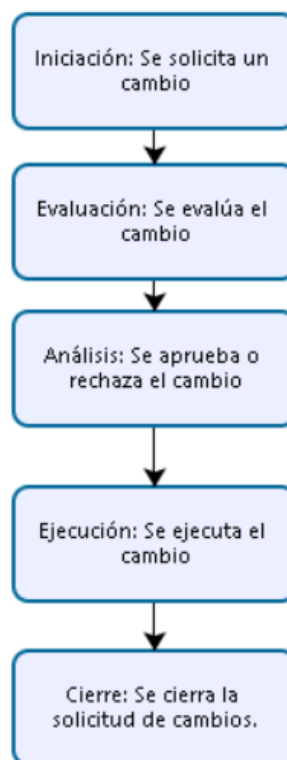 Iniciación: Se solicita un
cambio
Evaluación: Se evalúa el
cambio
Análisis: Se aprueba o
rechaza el cambio
Ejecución: Se ejecuta el
cambio
Cierre: Se cierra la
solicitud de cambios.